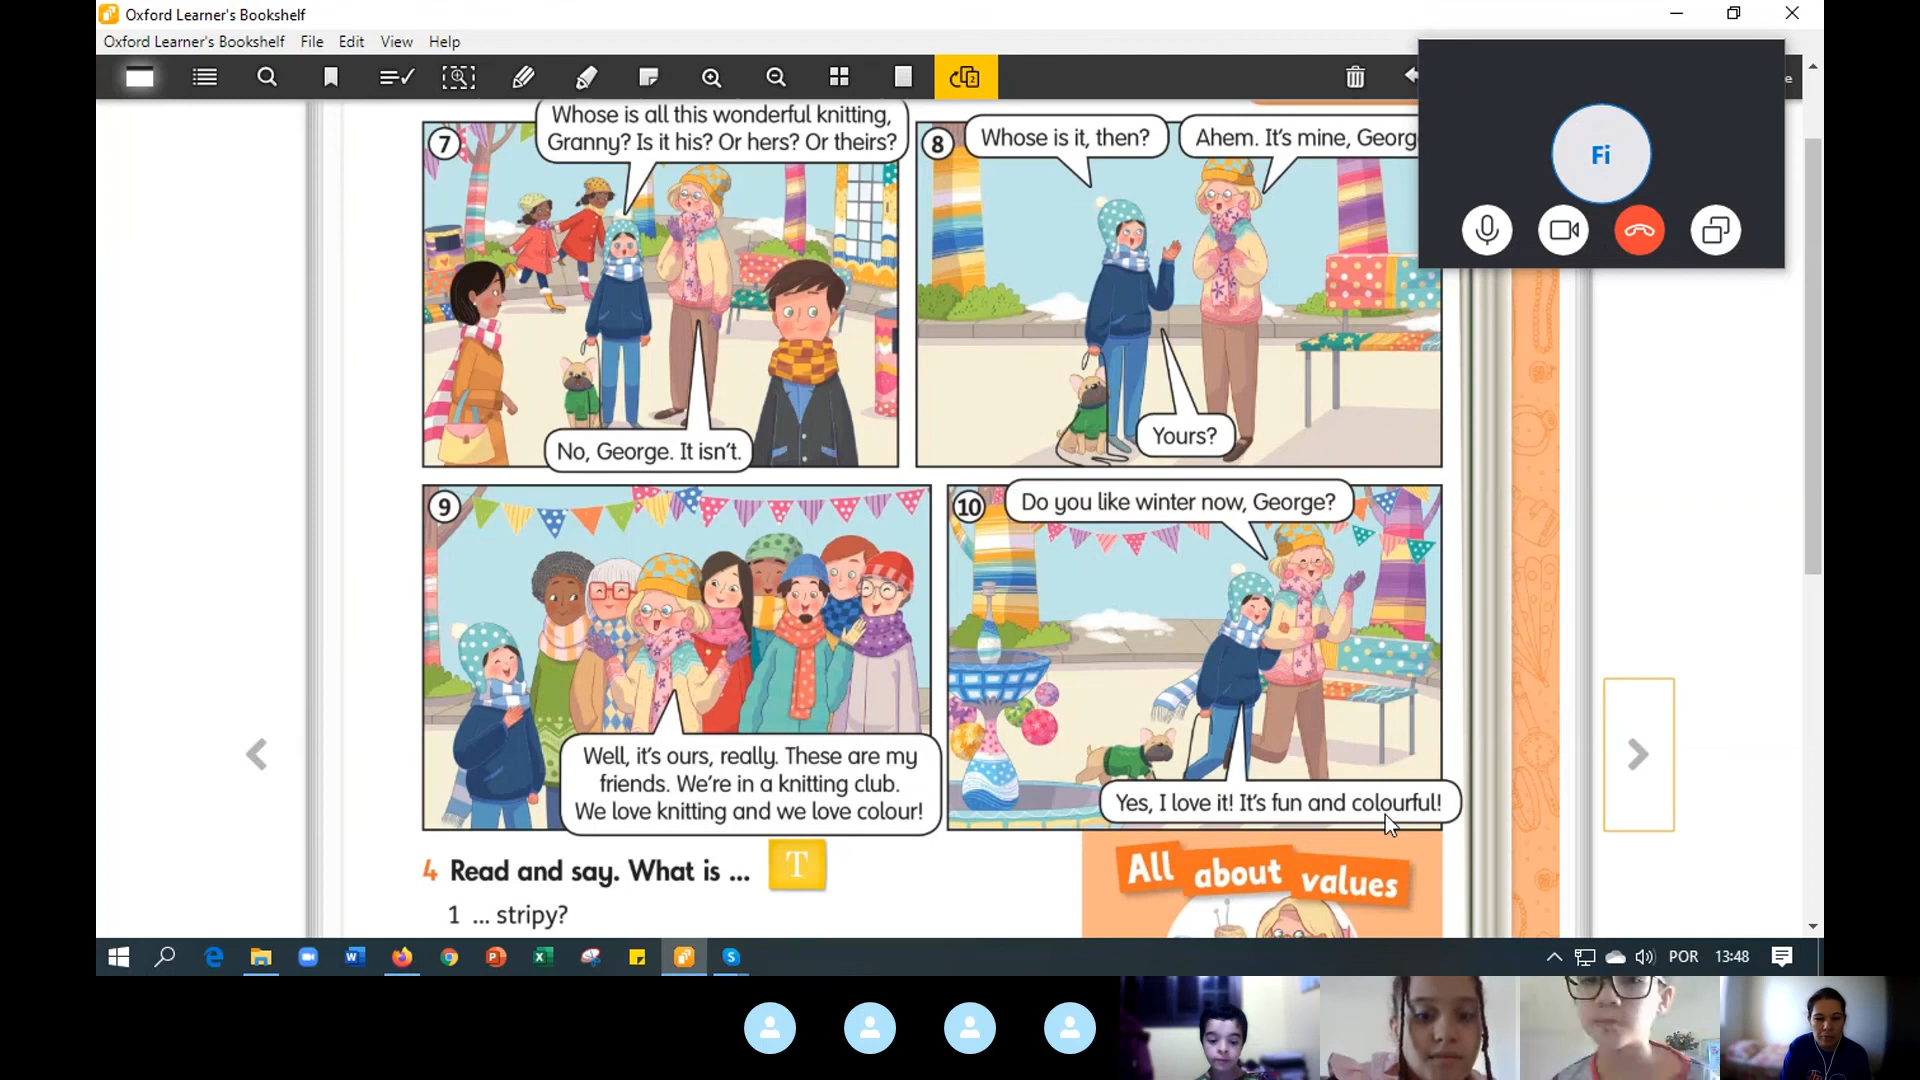 Oxford Learner's Bookshelf
Oxford Learner's Bookshelf File Edit View Help
2
e
Fi
7
Whose is all this wonderful knitting,
Granny? Is it his? Or hers? Or theirs?
No, George. It isn't.
8
Whose is it, then?
Ahem. It's mine, Georg
Yours?
9
Well, it's ours, really. These are my
friends. We're in a knitting club.
We love knitting and we love colour!
10
Do you like winter now, George?
Yes, I love it! It's fun and colourful!
4 Read and say. What is ...
T
1 ... stripy?
All about values
W
P
X
S
POR 13:48